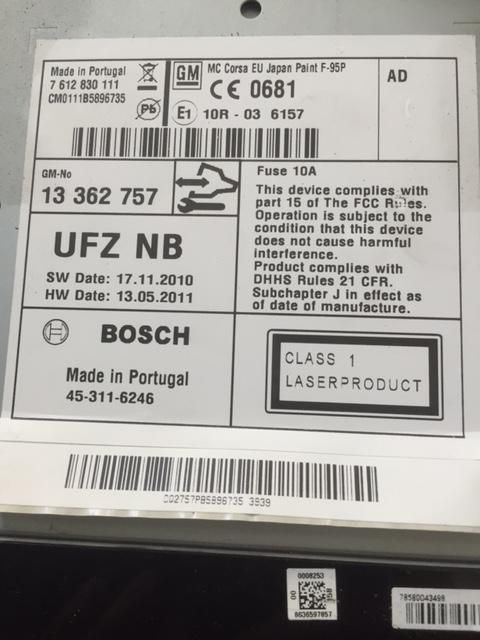 Made in Portugal
7 612 830 111
CM0111B5896735
Pb
GM
MC Corsa EU Japan Paint F-95P
CE 0681
E1 10R - 03 6157
AD
GM-No
13 362 757
UFZ NB
SW Date: 17.11.2010
HW Date: 13.05.2011
Fuse 10A
This device complies with
part 15 of The FCC Rules.
Operation is subject to the
condition that this device
does not cause harmful
interference.
Product complies with
DHHS Rules 21 CFR.
Subchapter J in effect as
of date of manufacture.
BOSCH
Made in Portugal
45-311-6246
CLASS 1
LASERPRODUCT
CQ2757P85896735 3939
0008253
00
8636597857
78580043498